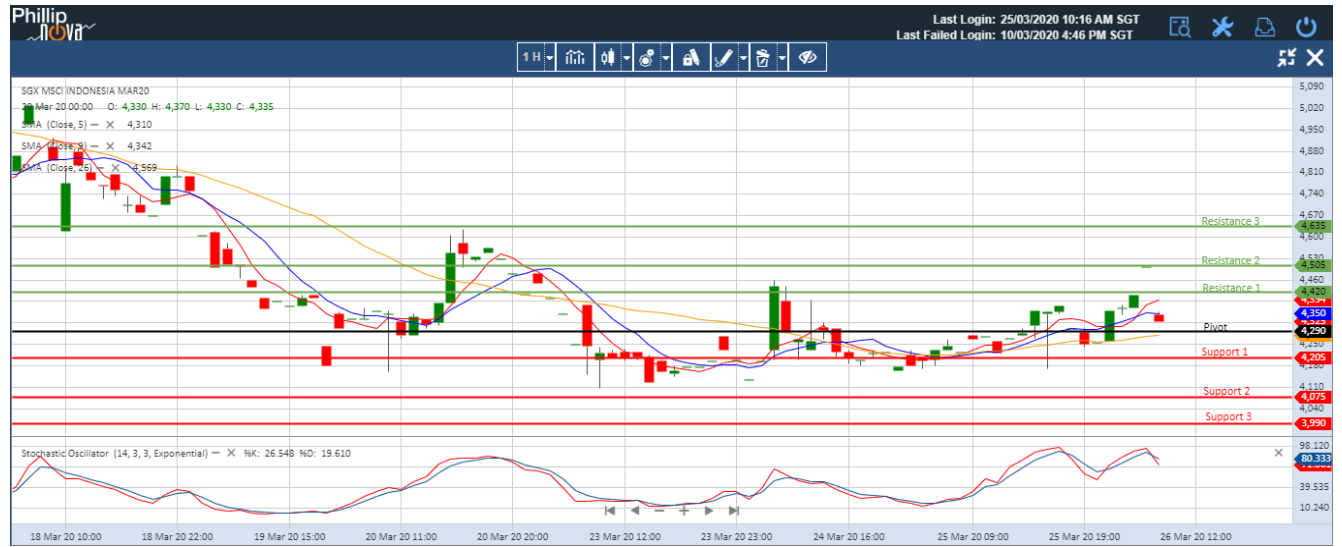 Phillip
nova
Last Login: 25/03/2020 10:16 AM SGT
Last Failed Login: 10/03/2020 4:46 PM SGT
1 H
SGX MSCI INDONESIA MAR20
Mar 20 00:00 O: 4,330 H: 4,370 L: 4,330 C: 4,335
SMA (Close, 5) — × 4,310
SMA (Close, 9) — × 4,342
SMA (Close, 26) — × 4,569
5,090
5,020
4,950
4,880
4,810
4,740
4,670
Resistance 3
4,635
4,600
4,530
Resistance 2
4,505
4,460
Resistance 1
4,420
4,350
Pivot
4,290
4,250
Support 1
4,205
4,180
4,110
Support 2
4,075
4,040
Support 3
3,990
Stochastic Oscillator (14, 3, 3, Exponential) — × %K: 26.548 %D: 19.610
98.120
80.333
39.535
10.240
18 Mar 20 10:00 18 Mar 20 22:00 19 Mar 20 15:00 20 Mar 20 11:00 20 Mar 20 20:00 23 Mar 20 12:00 23 Mar 20 23:00 24 Mar 20 16:00 25 Mar 20 09:00 25 Mar 20 19:00 26 Mar 20 12:00